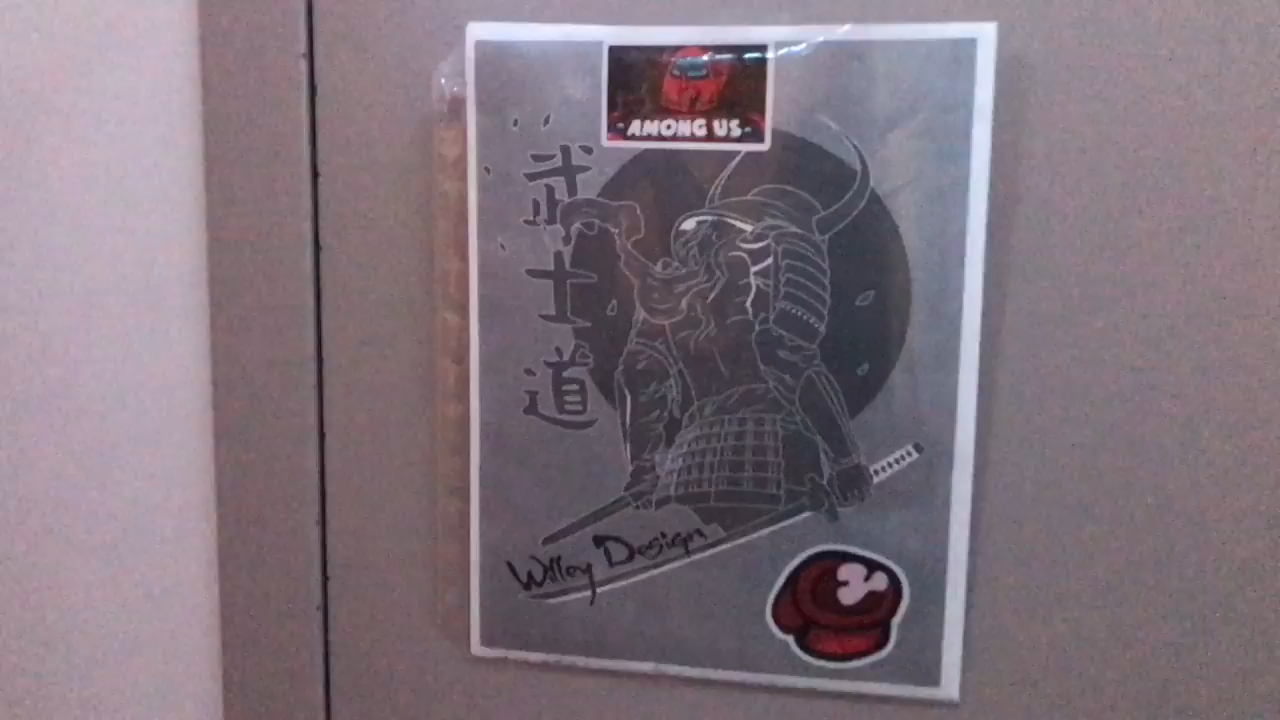 -AMONG US-
武
士
道
Willey Design